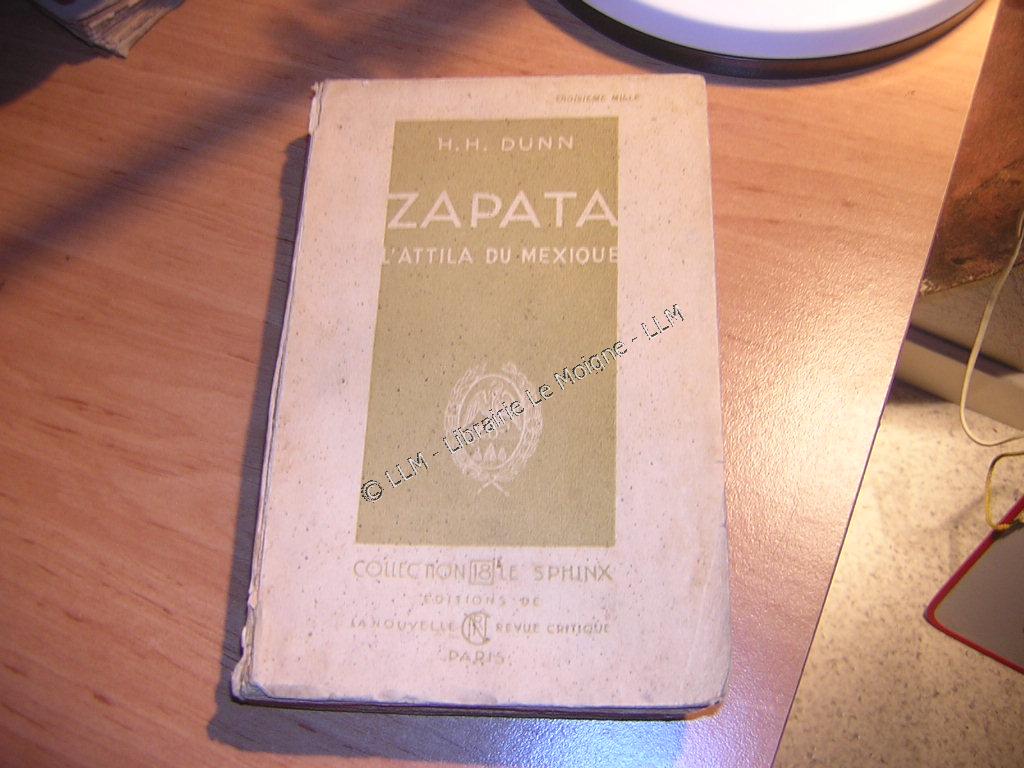 TROISIEME MILLE
H.H. DUNN
ZAPATA
L'ATTILA DU MEXIQUE
© LLM - Librairie Le Moigne - LLM
COLLECTION 18 LE SPHINX
EDITIONS DE
LA NOUVELLE NRC REVUE CRITIQUE
PARIS